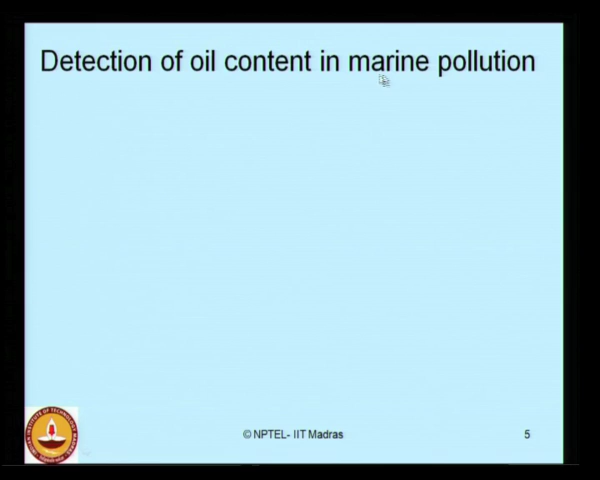 Detection of oil content in marine pollution
© NPTEL- IIT Madras
5